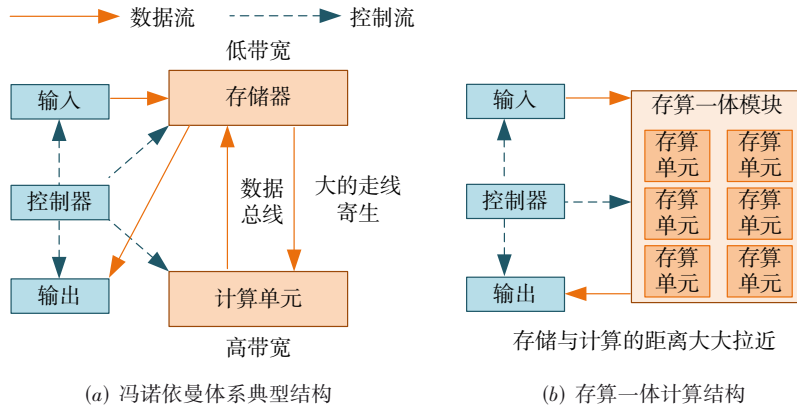 数据流
控制流
低带宽
输入
存储器
控制器
数据
总线
大的走线
寄生
输出
计算单元
高带宽
(a) 冯诺依曼体系典型结构
输入
存算一体模块
存算
单元
存算
单元
控制器
存算
单元
存算
单元
输出
存算
单元
存算
单元
存储与计算的距离大大拉近
(b) 存算一体计算结构